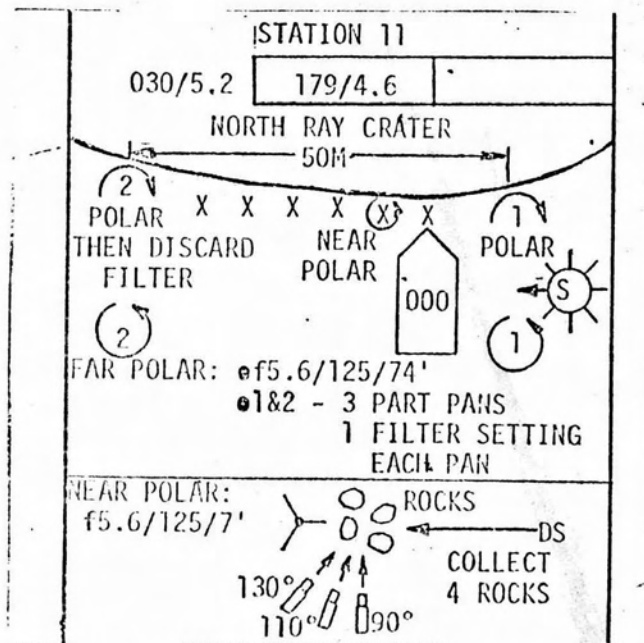 STATION 11
030/5.2 179/4.6
NORTH RAY CRATER
50M
2 1
X X X X X X
POLAR NEAR POLAR
THEN DISCARD POLAR
FILTER
000 S
2 1
FAR POLAR: f5.6/125/74'
1&2 - 3 PART PANS
1 FILTER SETTING
EACH PAN
NEAR POLAR: ROCKS
f5.6/125/7'
DS
COLLECT
4 ROCKS
130°
110° 90°